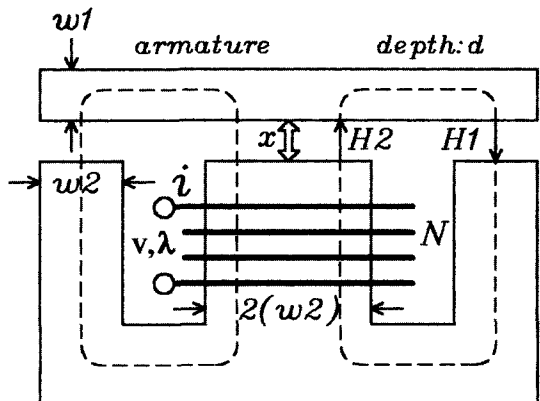 w1
armature depth:d
x H2 H1
w2 i
v,λ N
2(w2)